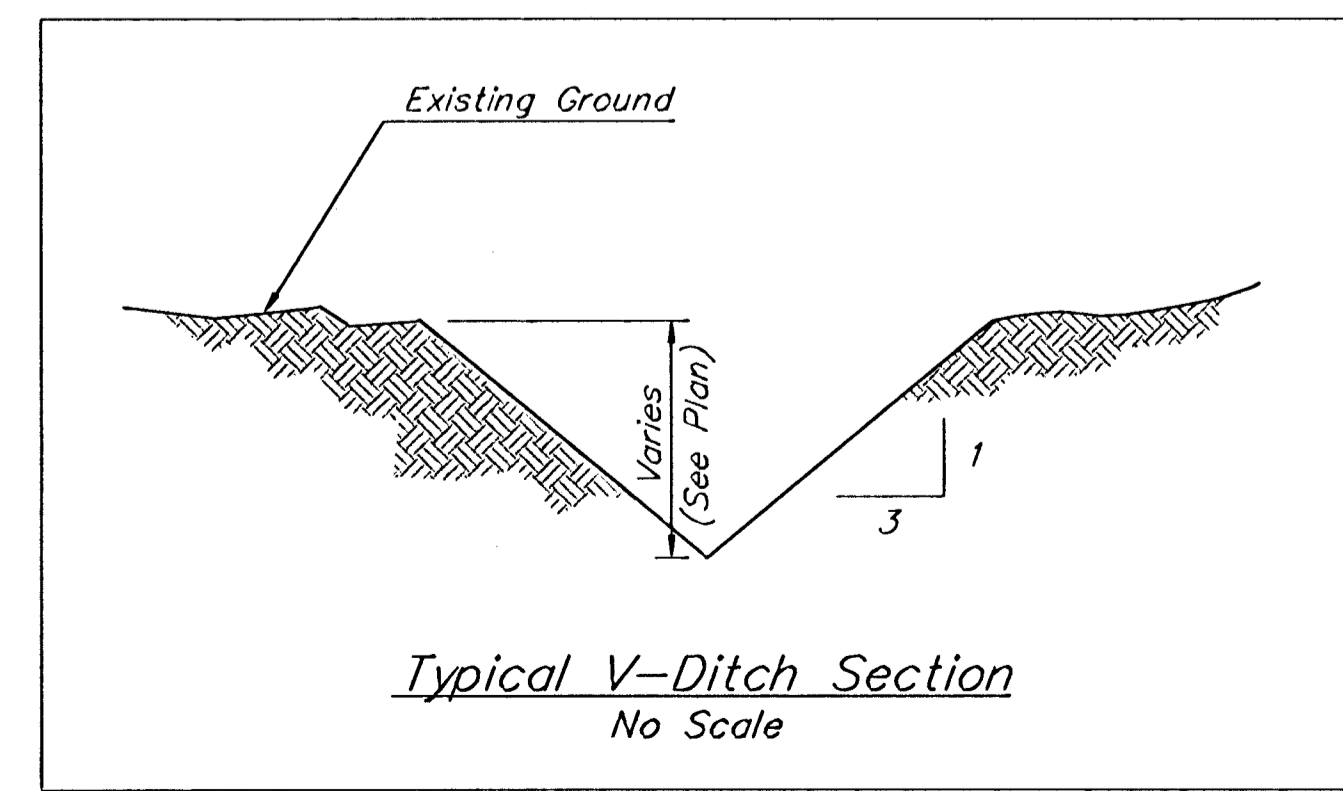 Existing Ground
Varies
(See Plan)
1
3
Typical V-Ditch Section
No Scale